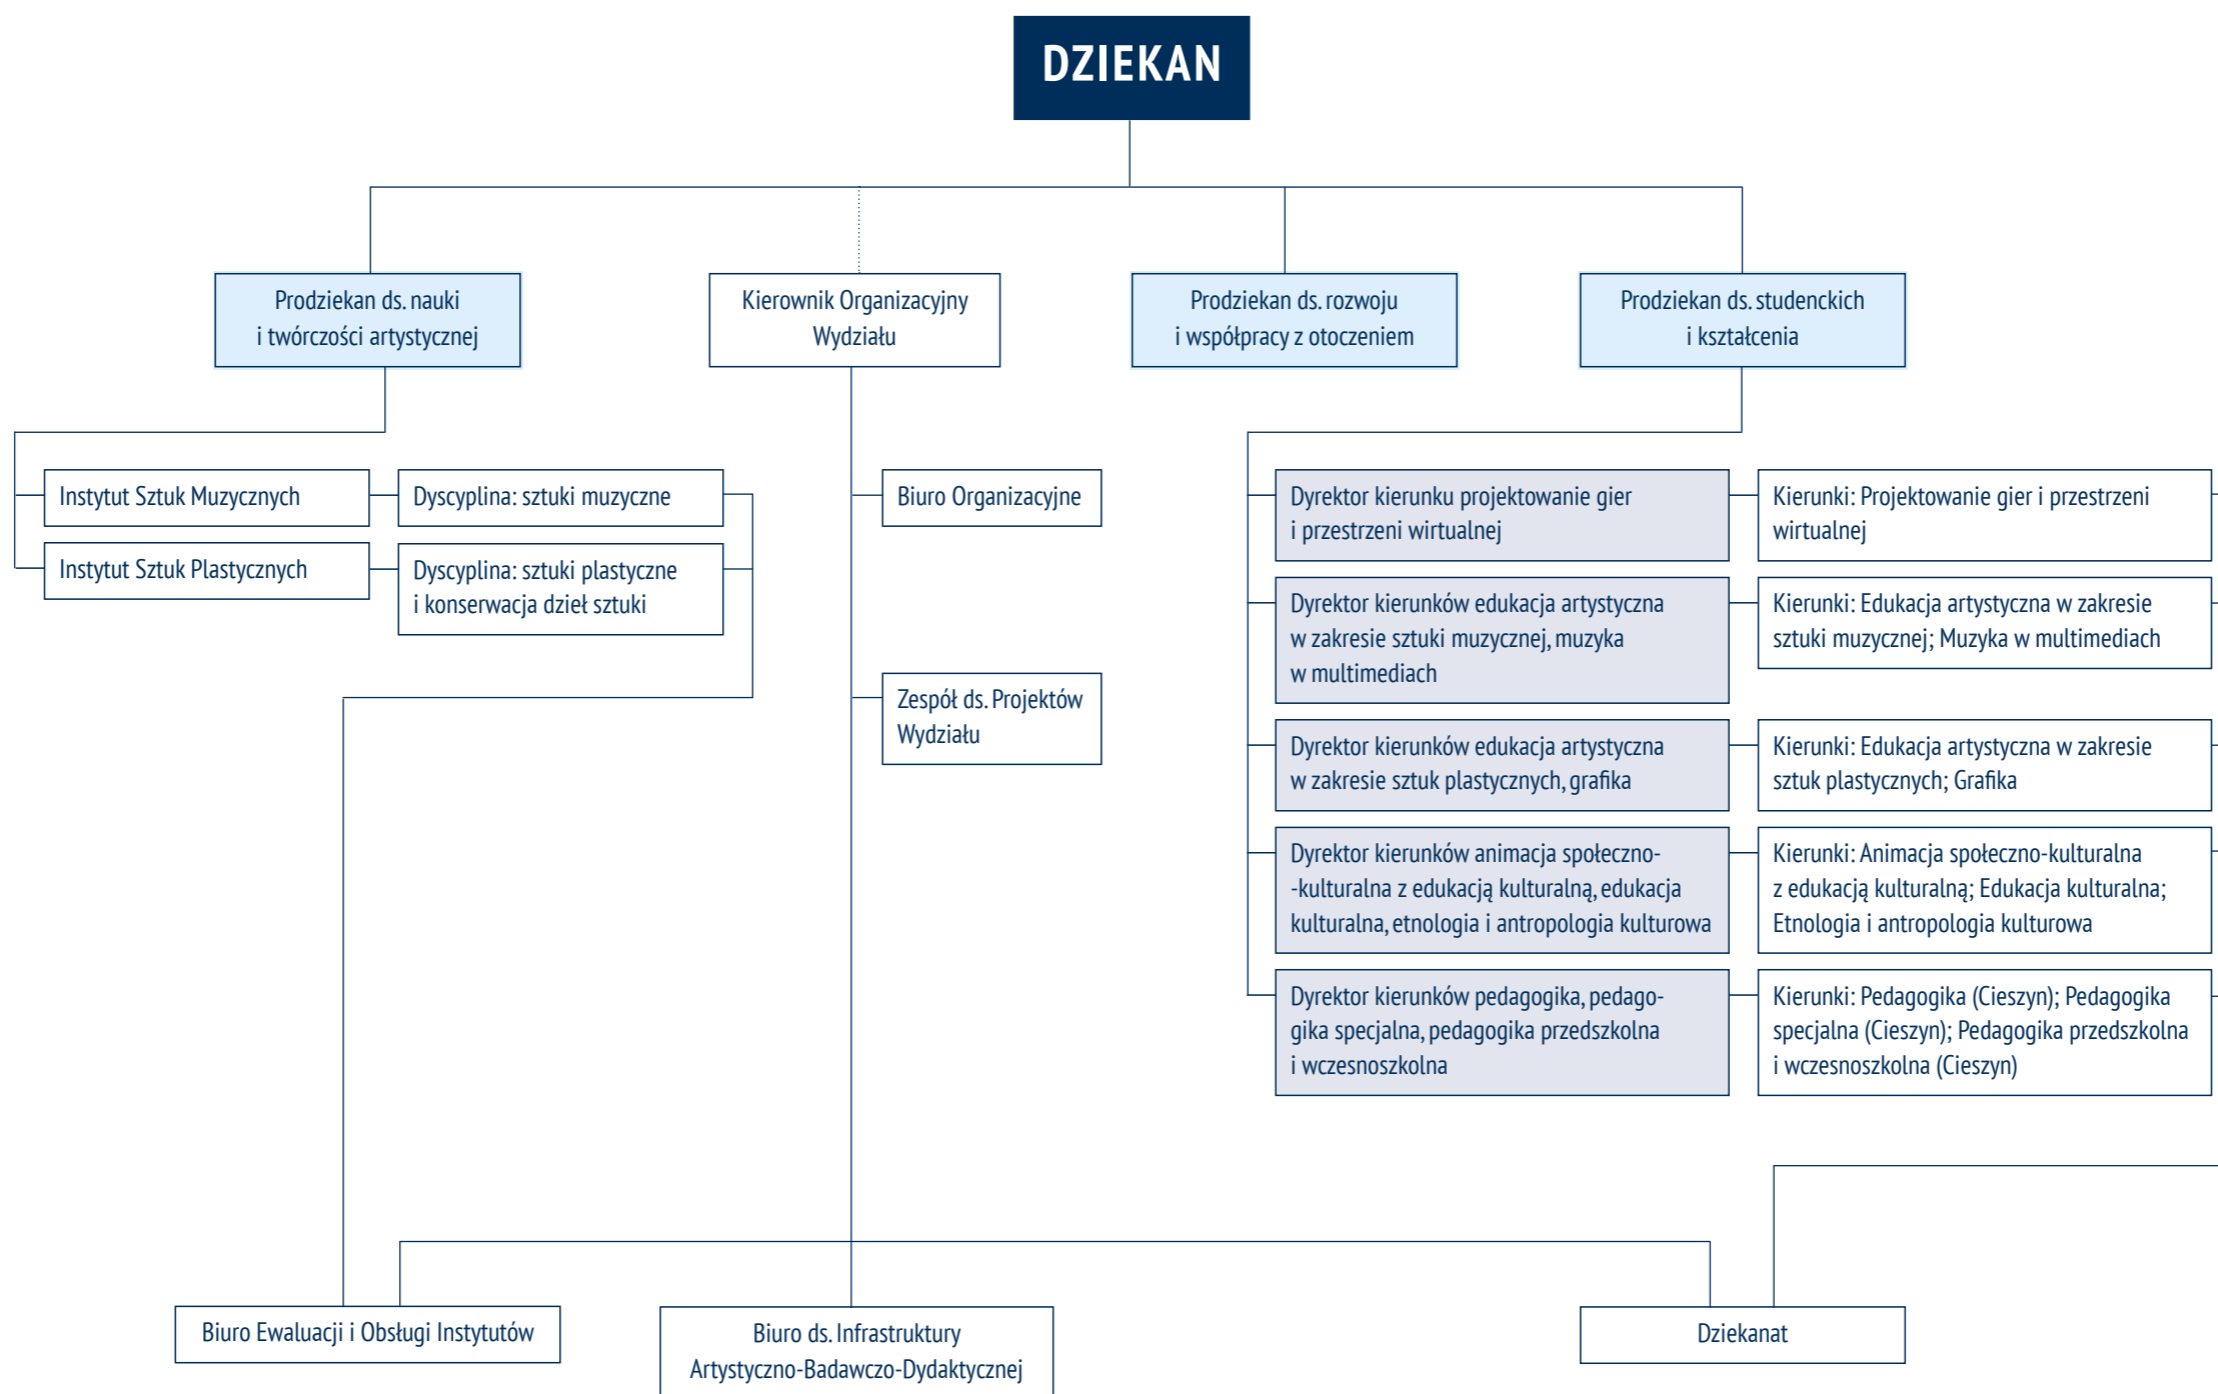 DZIEKAN
Prodziekan ds. nauki
i twórczości artystycznej
Kierownik Organizacyjny
Wydziału
Prodziekan ds. rozwoju
i współpracy z otoczeniem
Prodziekan ds. studenckich
i kształcenia
Instytut Sztuk Muzycznych
Dyscyplina: sztuki muzyczne
Instytut Sztuk Plastycznych
Dyscyplina: sztuki plastyczne
i konserwacja dzieł sztuki
Biuro Organizacyjne
Zespół ds. Projektów
Wydziału
Dyrektor kierunku projektowanie gier
i przestrzeni wirtualnej
Kierunki: Projektowanie gier i przestrzeni
wirtualnej
Dyrektor kierunków edukacja artystyczna
w zakresie sztuki muzycznej, muzyka
w multimediach
Kierunki: Edukacja artystyczna w zakresie
sztuki muzycznej; Muzyka w multimediach
Dyrektor kierunków edukacja artystyczna
w zakresie sztuk plastycznych, grafika
Kierunki: Edukacja artystyczna w zakresie
sztuk plastycznych; Grafika
Dyrektor kierunków animacja społeczno-
-kulturalna z edukacją kulturalną, edukacja
kulturalna, etnologia i antropologia kulturowa
Kierunki: Animacja społeczno-kulturalna
z edukacją kulturalną; Edukacja kulturalna;
Etnologia i antropologia kulturowa
Dyrektor kierunków pedagogika, pedago-
gika specjalna, pedagogika przedszkolna
i wczesnoszkolna
Kierunki: Pedagogika (Cieszyn); Pedagogika
specjalna (Cieszyn); Pedagogika przedszkolna
i wczesnoszkolna (Cieszyn)
Biuro Ewaluacji i Obsługi Instytutów
Biuro ds. Infrastruktury
Artystyczno-Badawczo-Dydaktycznej
Dziekanat